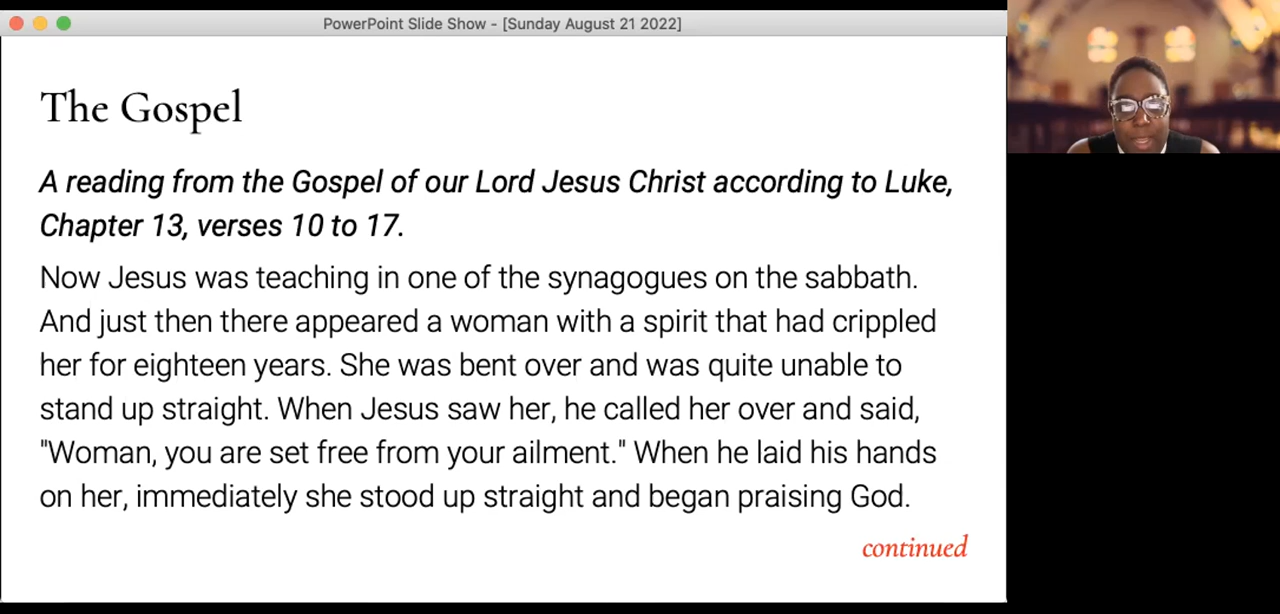 PowerPoint Slide Show - [Sunday August 21 2022]
The Gospel
A reading from the Gospel of our Lord Jesus Christ according to Luke,
Chapter 13, verses 10 to 17.
Now Jesus was teaching in one of the synagogues on the sabbath.
And just then there appeared a woman with a spirit that had crippled
her for eighteen years. She was bent over and was quite unable to
stand up straight. When Jesus saw her, he called her over and said,
"Woman, you are set free from your ailment." When he laid his hands
on her, immediately she stood up straight and began praising God.
continued